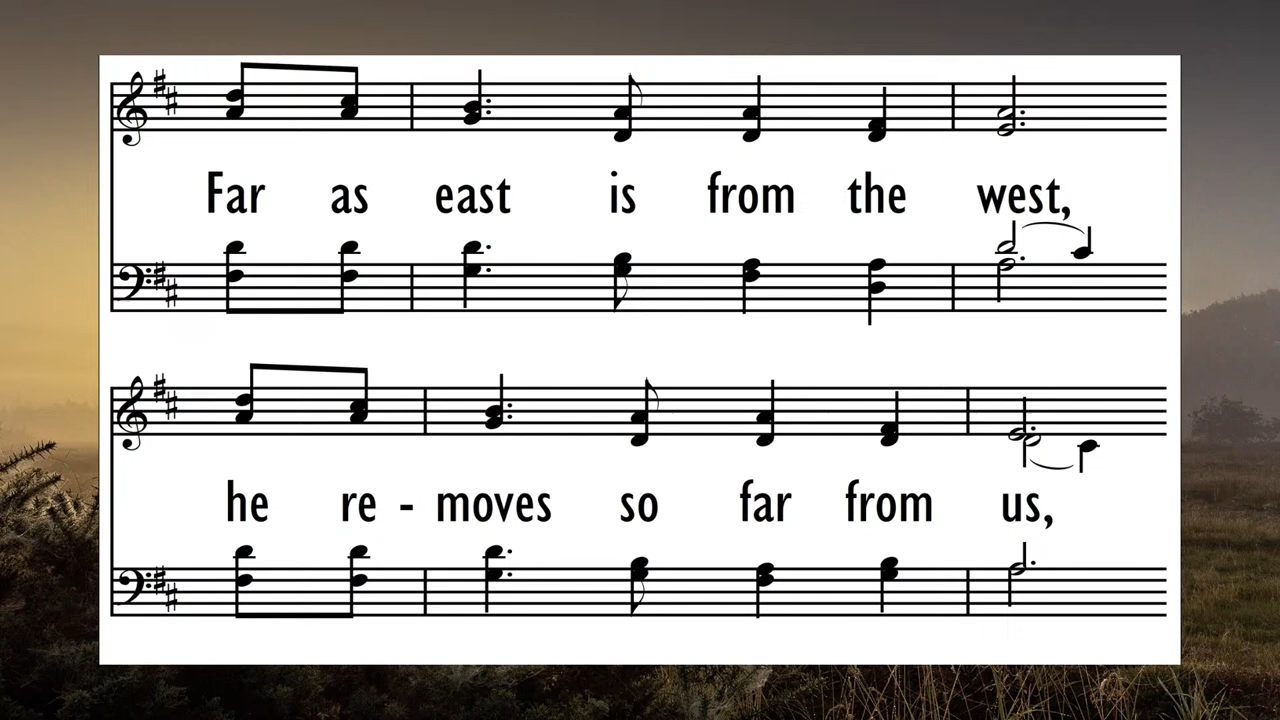 Far as east is from the west,
he re - moves so far from us,